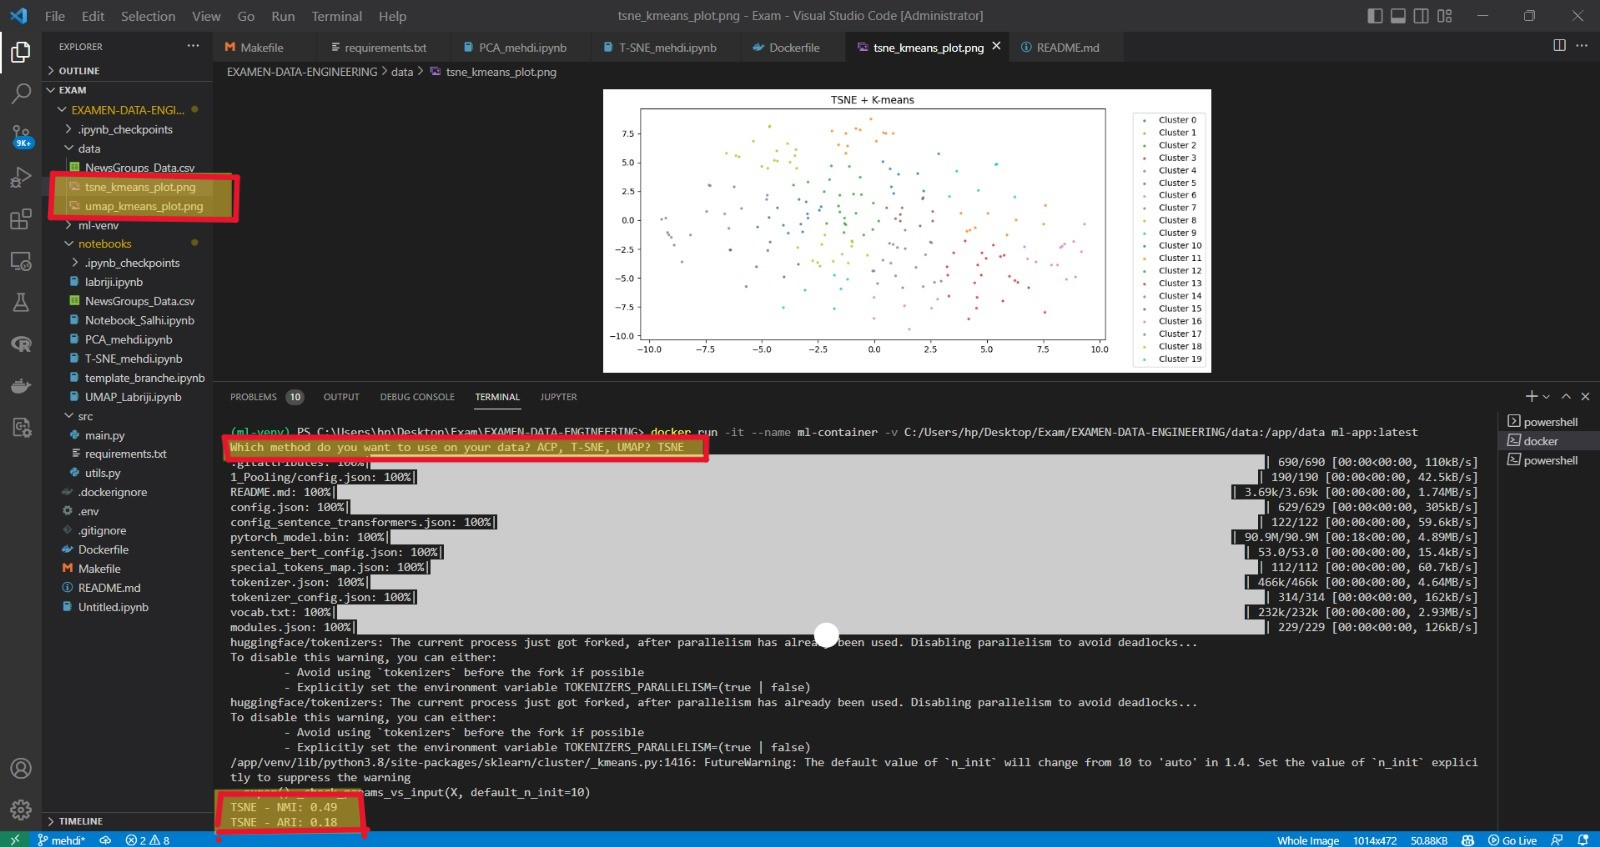 File Edit Selection View Go Run Terminal Help
tsne_kmeans_plot.png - Exam - Visual Studio Code [Administrator]
EXPLORER ...
Makefile requirements.txt PCA_mehdi.ipynb T-SNE_mehdi.ipynb Dockerfile tsne_kmeans_plot.png README.md
EXAMEN-DATA-ENGINEERING > data > tsne_kmeans_plot.png
OUTLINE
EXAM
EXAMEN-DATA-ENGI...
.ipynb_checkpoints
data
NewsGroups_Data.csv
tsne_kmeans_plot.png
umap_kmeans_plot.png
ml-venv
notebooks
.ipynb_checkpoints
labriji.ipynb
NewsGroups_Data.csv
Notebook_Salhi.ipynb
PCA_mehdi.ipynb
T-SNE_mehdi.ipynb
template_branche.ipynb
UMAP_Labriji.ipynb
src
main.py
requirements.txt
utils.py
.dockerignore
.env
.gitignore
Dockerfile
Makefile
README.md
Untitled.ipynb
TIMELINE
9K+
TSNE + K-means
7.5
5.0
2.5
0.0
−2.5
−5.0
−7.5
−10.0
−10.0 −7.5 −5.0 −2.5 0.0 2.5 5.0 7.5 10.0
Cluster 0
Cluster 1
Cluster 2
Cluster 3
Cluster 4
Cluster 5
Cluster 6
Cluster 7
Cluster 8
Cluster 9
Cluster 10
Cluster 11
Cluster 12
Cluster 13
Cluster 14
Cluster 15
Cluster 16
Cluster 17
Cluster 18
Cluster 19
PROBLEMS 10 OUTPUT DEBUG CONSOLE TERMINAL JUPYTER
powershell
docker
powershell
(ml-venv) PS C:\Users\hp\Desktop\Exam\EXAMEN-DATA-ENGINEERING> docker run -it --name ml-container -v C:/Users/hp/Desktop/Exam/EXAMEN-DATA-ENGINEERING/data:/app/data ml-app:latest
Which method do you want to use on your data? ACP, T-SNE, UMAP? TSNE
.gitattributes: 100%| | 690/690 [00:00<00:00, 110kB/s]
1_Pooling/config.json: 100%| | 190/190 [00:00<00:00, 42.5kB/s]
README.md: 100%| | 3.69k/3.69k [00:00<00:00, 1.74MB/s]
config.json: 100%| | 629/629 [00:00<00:00, 305kB/s]
config_sentence_transformers.json: 100%| | 122/122 [00:00<00:00, 59.6kB/s]
pytorch_model.bin: 100%| | 90.9M/90.9M [00:18<00:00, 4.89MB/s]
sentence_bert_config.json: 100%| | 53.0/53.0 [00:00<00:00, 15.4kB/s]
special_tokens_map.json: 100%| | 112/112 [00:00<00:00, 60.7kB/s]
tokenizer.json: 100%| | 466k/466k [00:00<00:00, 4.64MB/s]
tokenizer_config.json: 100%| | 314/314 [00:00<00:00, 162kB/s]
vocab.txt: 100%| | 232k/232k [00:00<00:00, 2.93MB/s]
modules.json: 100%| | 229/229 [00:00<00:00, 126kB/s]
huggingface/tokenizers: The current process just got forked, after parallelism has already been used. Disabling parallelism to avoid deadlocks...
To disable this warning, you can either:
- Avoid using `tokenizers` before the fork if possible
- Explicitly set the environment variable TOKENIZERS_PARALLELISM=(true | false)
huggingface/tokenizers: The current process just got forked, after parallelism has already been used. Disabling parallelism to avoid deadlocks...
To disable this warning, you can either:
- Avoid using `tokenizers` before the fork if possible
- Explicitly set the environment variable TOKENIZERS_PARALLELISM=(true | false)
/app/venv/lib/python3.8/site-packages/sklearn/cluster/_kmeans.py:1416: FutureWarning: The default value of `n_init` will change from 10 to 'auto' in 1.4. Set the value of `n_init` explici
tly to suppress the warning
super()._check_params_vs_input(X, default_n_init=10)
TSNE - NMI: 0.49
TSNE - ARI: 0.18
mehdi* 2 8 Whole Image 1014x472 50.88KB Go Live